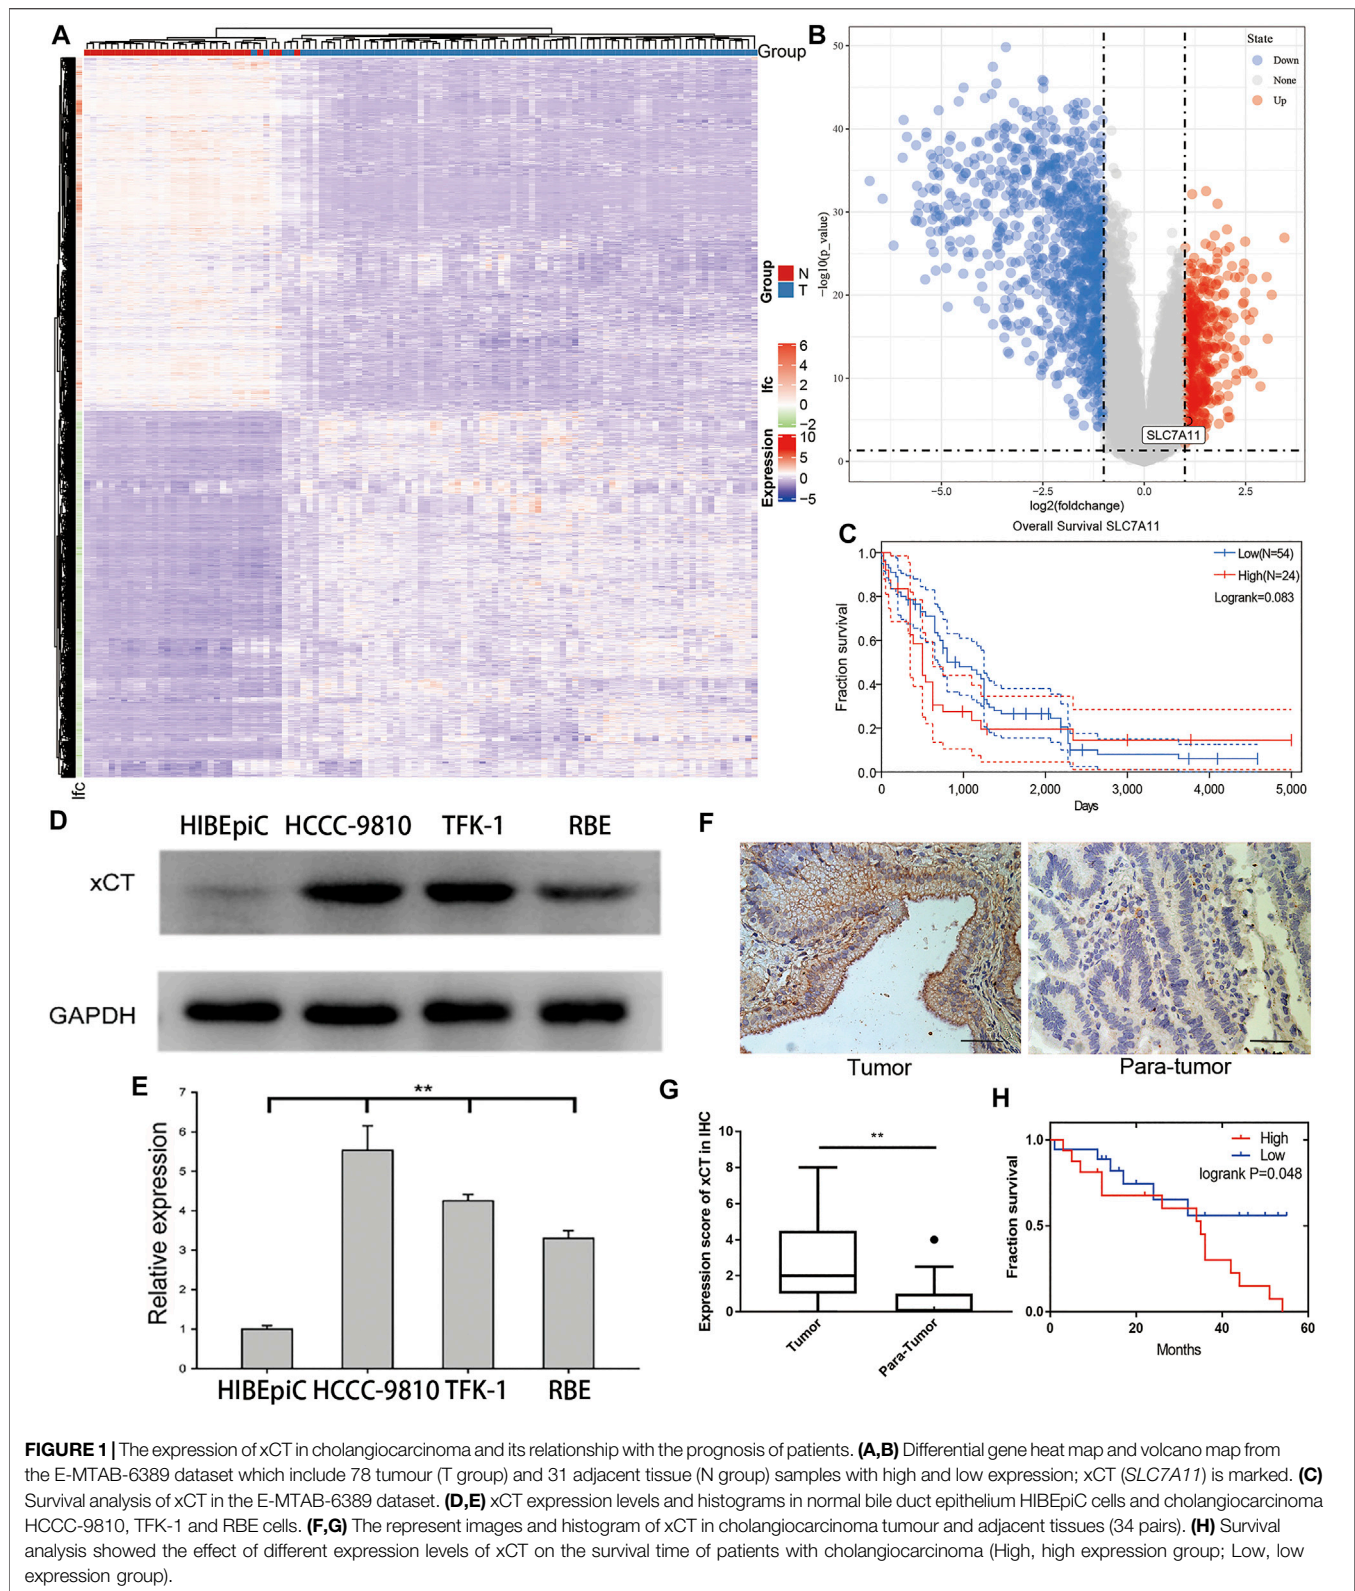 A
Group
Group
N
T
lfc
6
4
2
0
−2
Expression
10
5
0
−5
lfc
B
State
Down
None
Up
−log10(p_value)
50
40
30
20
10
0
SLC7A11
−5.0
−2.5
0.0
2.5
log2(foldchange)
C
Overall Survival SLC7A11
Low(N=54)
High(N=24)
Logrank=0.083
Fraction survival
1.0
0.8
0.6
0.4
0.2
0.0
0
1,000
2,000
3,000
4,000
5,000
Days
D
HIBEpiC HCCC-9810 TFK-1 RBE
xCT
GAPDH
E
Relative expression
7
6
5
4
3
2
1
0
**
HIBEpiC HCCC-9810 TFK-1 RBE
F
Tumor
Para-tumor
G
Expression score of xCT in IHC
10
8
6
4
2
0
**
Tumor
Para-Tumor
H
Fraction survival
1.0
0.5
0.0
High
Low
logrank P=0.048
0
20
40
60
Months
FIGURE 1 | The expression of xCT in cholangiocarcinoma and its relationship with the prognosis of patients. (A,B) Differential gene heat map and volcano map from
the E-MTAB-6389 dataset which include 78 tumour (T group) and 31 adjacent tissue (N group) samples with high and low expression; xCT (SLC7A11) is marked. (C)
Survival analysis of xCT in the E-MTAB-6389 dataset. (D,E) xCT expression levels and histograms in normal bile duct epithelium HIBEpiC cells and cholangiocarcinoma
HCCC-9810, TFK-1 and RBE cells. (F,G) The represent images and histogram of xCT in cholangiocarcinoma tumour and adjacent tissues (34 pairs). (H) Survival
analysis showed the effect of different expression levels of xCT on the survival time of patients with cholangiocarcinoma (High, high expression group; Low, low
expression group).